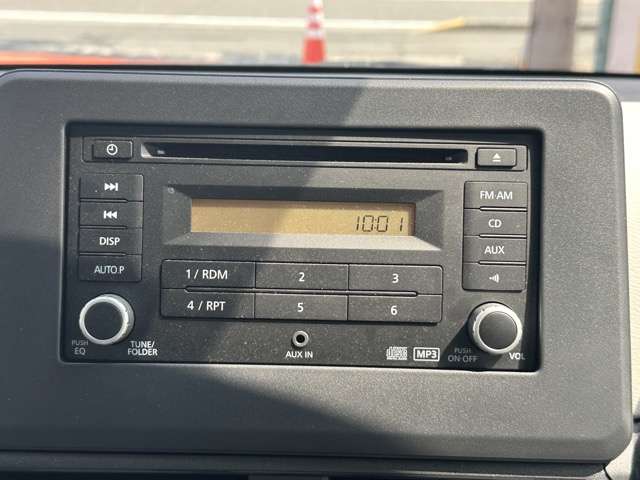 10:01
FM·AM
CD
DISP
AUX
AUTO.P
1 / RDM
2
3
4 / RPT
5
6
PUSH
EQ
TUNE/
FOLDER
AUX IN
MP3
PUSH
ON·OFF
VOL